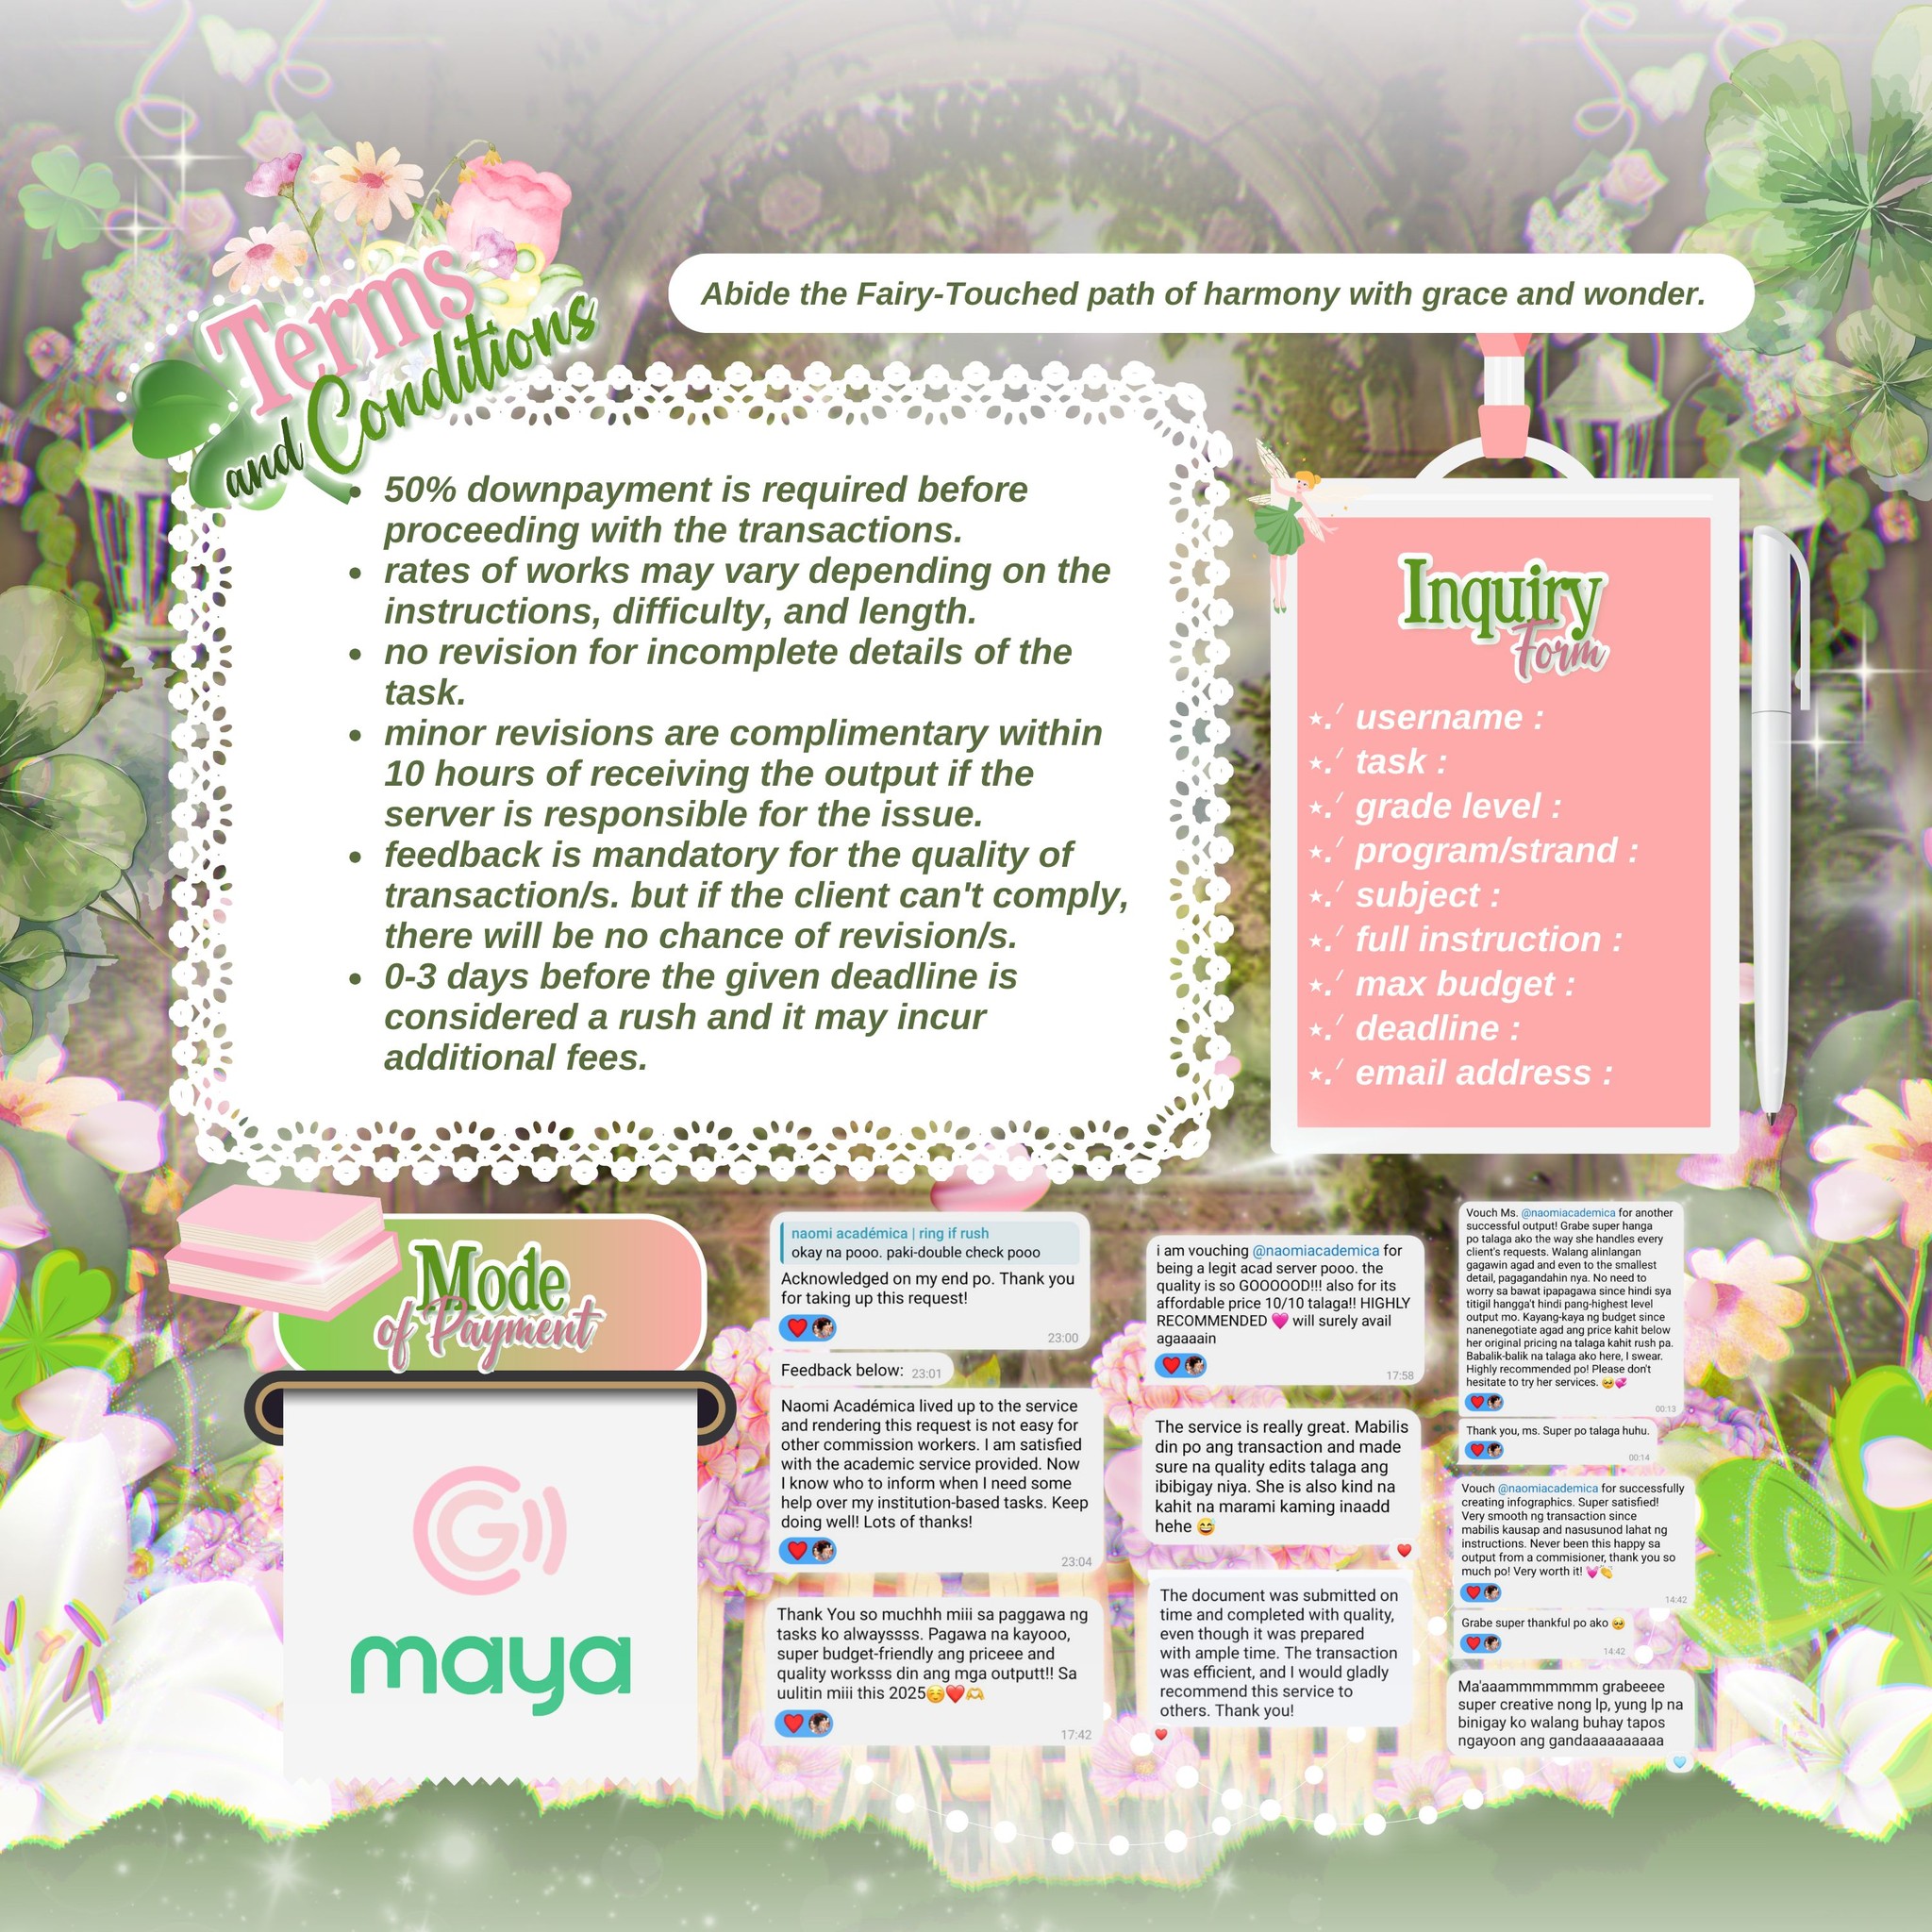 Terms
and Conditions
Abide the Fairy-Touched path of harmony with grace and wonder.
• 50% downpayment is required before
proceeding with the transactions.
• rates of works may vary depending on the
instructions, difficulty, and length.
• no revision for incomplete details of the
task.
• minor revisions are complimentary within
10 hours of receiving the output if the
server is responsible for the issue.
• feedback is mandatory for the quality of
transaction/s. but if the client can't comply,
there will be no chance of revision/s.
• 0-3 days before the given deadline is
considered a rush and it may incur
additional fees.
Inquiry
Form
⋆.ˊ username :
⋆.ˊ task :
⋆.ˊ grade level :
⋆.ˊ program/strand :
⋆.ˊ subject :
⋆.ˊ full instruction :
⋆.ˊ max budget :
⋆.ˊ deadline :
⋆.ˊ email address :
Mode
of Payment
G
maya
naomi académica | ring if rush
okay na pooo. paki-double check pooo
Acknowledged on my end po. Thank you
for taking up this request!
23:00
Feedback below: 23:01
Naomi Académica lived up to the service
and rendering this request is not easy for
other commission workers. I am satisfied
with the academic service provided. Now
I know who to inform when I need some
help over my institution-based tasks. Keep
doing well! Lots of thanks!
23:04
Thank You so muchhh miii sa paggawa ng
tasks ko alwayssss. Pagawa na kayooo,
super budget-friendly ang priceee and
quality worksss din ang mga outputt!! Sa
uulitin miii this 2025☺️❤️🫶
17:42
i am vouching @naomiacademica for
being a legit acad server pooo. the
quality is so GOOOOOD!!! also for its
affordable price 10/10 talaga!! HIGHLY
RECOMMENDED 💗 will surely avail
agaaaain
17:58
The service is really great. Mabilis
din po ang transaction and made
sure na quality edits talaga ang
ibibigay niya. She is also kind na
kahit na marami kaming inaadd
hehe 😅
The document was submitted on
time and completed with quality,
even though it was prepared
with ample time. The transaction
was efficient, and I would gladly
recommend this service to
others. Thank you!
Vouch Ms. @naomiacademica for another
successful output! Grabe super hanga
po talaga ako the way she handles every
client's requests. Walang alinlangan
gagawin agad and even to the smallest
detail, pagagandahin nya. No need to
worry sa bawat ipapagawa since hindi sya
titigil hangga't hindi pang-highest level
output mo. Kayang-kaya ng budget since
nanenegotiate agad ang price kahit below
her original pricing na talaga kahit rush pa.
Babalik-balik na talaga ako here, I swear.
Highly recommended po! Please don't
hesitate to try her services. 🥹💞
00:13
Thank you, ms. Super po talaga huhu.
00:14
Vouch @naomiacademica for successfully
creating infographics. Super satisfied!
Very smooth ng transaction since
mabilis kausap and nasusunod lahat ng
instructions. Never been this happy sa
output from a commisioner, thank you so
much po! Very worth it! 💗👏
14:42
Grabe super thankful po ako 🥹
14:42
Ma'aaammmmmmm grabeeee
super creative nong lp, yung lp na
binigay ko walang buhay tapos
ngayoon ang gandaaaaaaaaaa